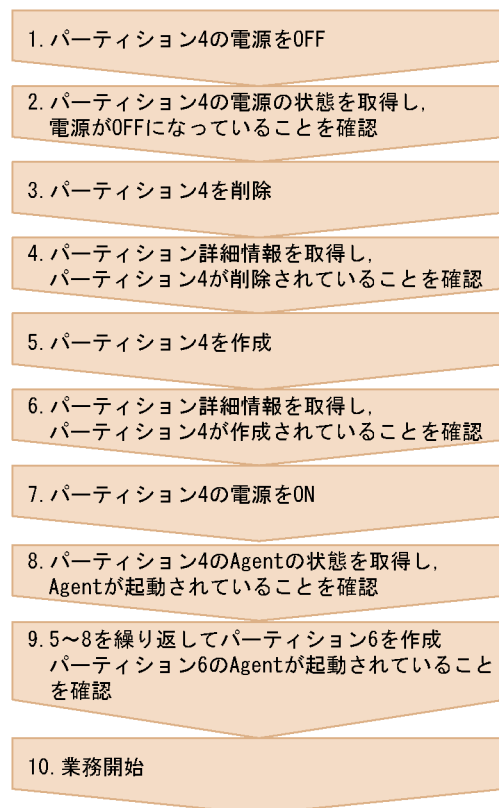 1. パーティション4の電源をOFF
2. パーティション4の電源の状態を取得し,
電源がOFFになっていることを確認
3. パーティション4を削除
4. パーティション詳細情報を取得し,
パーティション4が削除されていることを確認
5. パーティション4を作成
6. パーティション詳細情報を取得し,
パーティション4が作成されていることを確認
7. パーティション4の電源をON
8. パーティション4のAgentの状態を取得し,
Agentが起動されていることを確認
9. 5～8を繰り返してパーティション6を作成
パーティション6のAgentが起動されていること
を確認
10. 業務開始